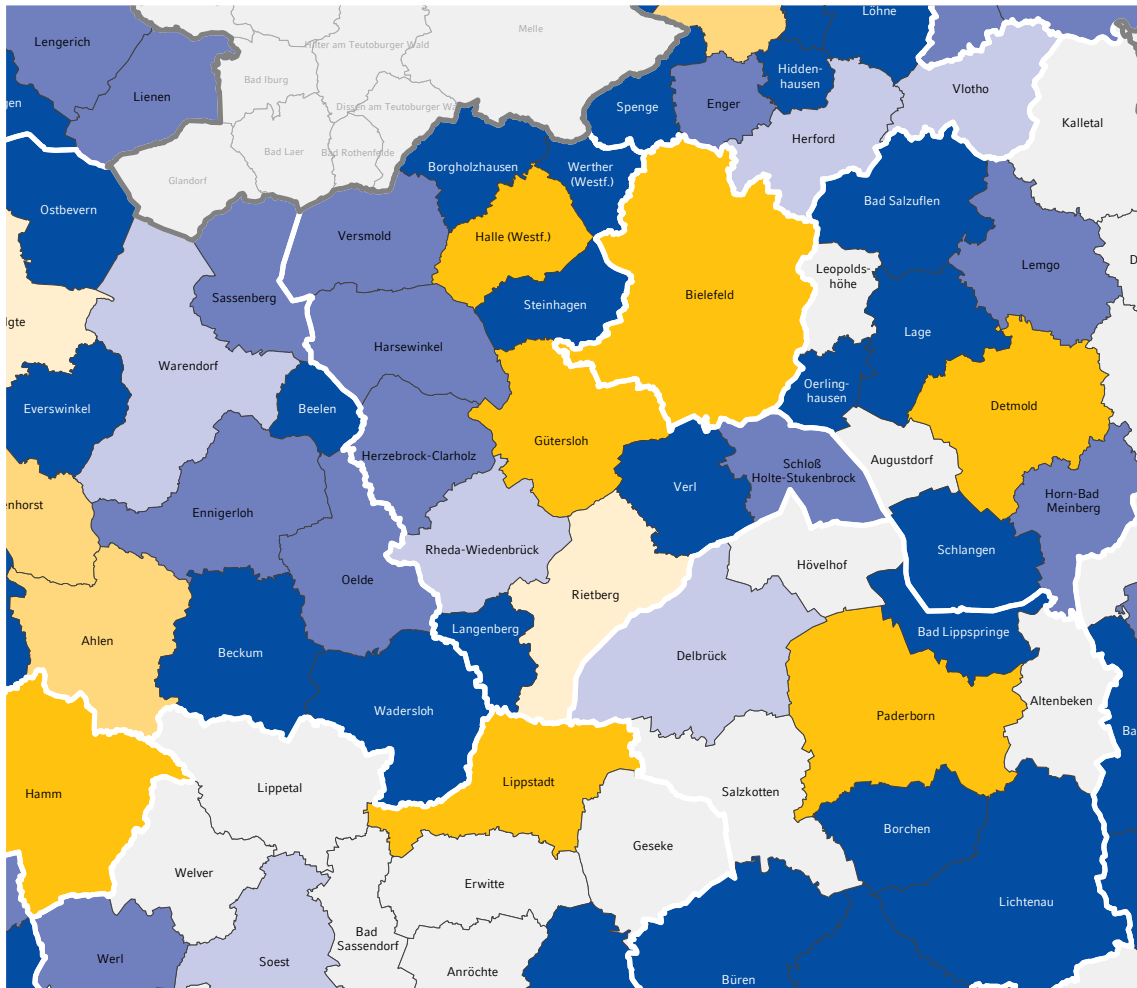 Löhne
Melle
Lengerich
Hilter am Teutoburger Wald
Hidden-
hausen
Bad Iburg
Vlotho
Lienen
Enger
Spenge
Kalletal
Herford
Bad Laer
Bad Rothenfelde
Borgholzhausen
Werther
(Westf.)
Glandorf
Ostbevern
Bad Salzuflen
Versmold
Halle (Westf.)
Lemgo
Leopolds-
höhe
Sassenberg
Bielefeld
Steinhagen
Lage
Harsewinkel
Warendorf
Oerling-
hausen
Everswinkel
Beelen
Detmold
Gütersloh
Herzebrock-Clarholz
Augustdorf
Schloß
Holte-Stukenbrock
Verl
Horn-Bad
Meinberg
Ennigerloh
Rheda-Wiedenbrück
Schlangen
Hövelhof
Oelde
Rietberg
Langenberg
Bad Lippspringe
Ahlen
Beckum
Delbrück
Altenbeken
Wadersloh
Paderborn
Lippstadt
Lippetal
Hamm
Salzkotten
Borchen
Geseke
Welver
Erwitte
Lichtenau
Bad
Sassendorf
Werl
Soest
Anröchte
Büren